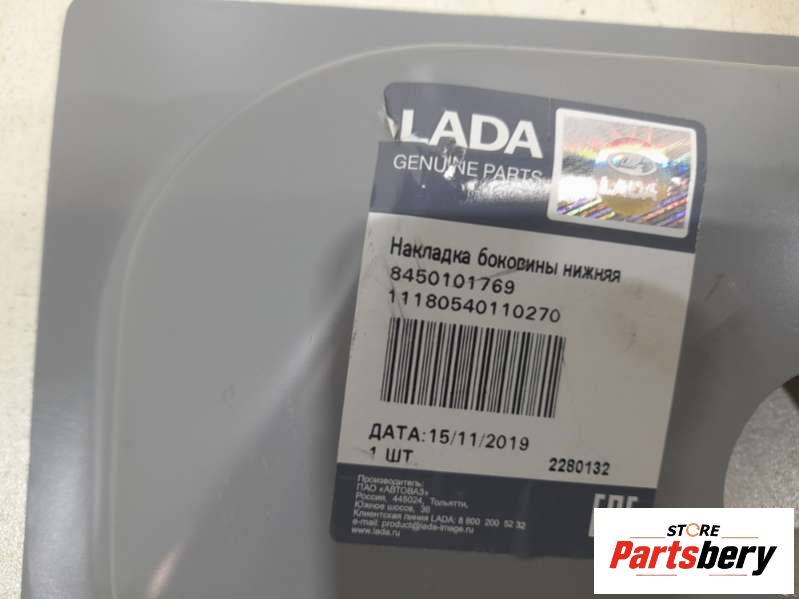 LADA
GENUINE PARTS
LADA
Накладка боковины нижняя
8450101769
11180540110270
ДАТА:15/11/2019
1 ШТ
2280132
Производитель:
ПАО «АВТОВАЗ»
Россия, 445024, Тольятти,
Южное шоссе, 36
Клиентская линия LADA: 8 800 200 52 32
e-mail: product@lada-image.ru
www.lada.ru
EAC
STORE
Partsbery